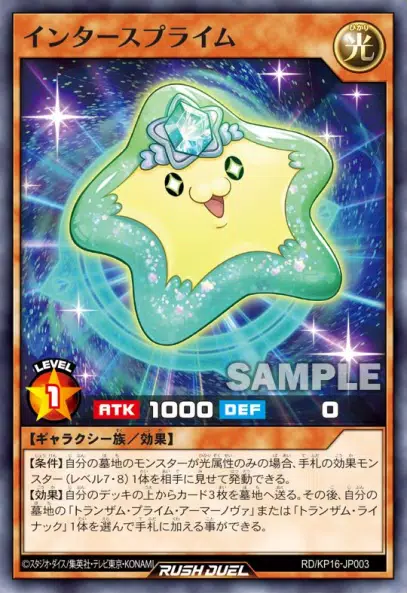 インタースプライム
ひかり
光
SAMPLE
LEVEL
1
ATK 1000 DEF 0
【ギャラクシー族／効果】
【条件】自分の墓地のモンスターが光属性のみの場合、手札の効果モン
スター(レベル7・8)1体を相手に見せて発動できる。
【効果】自分のデッキの上からカード3枚を墓地へ送る。その後、自分の
墓地の「トランザム・プライム・アーマーノヴァ」または「トランザム・ライ
ナック」1体を選んで手札に加える事ができる。
©スタジオ・ダイス/集英社・テレビ東京・KONAMI
RUSH DUEL
RD/KP16-JP003